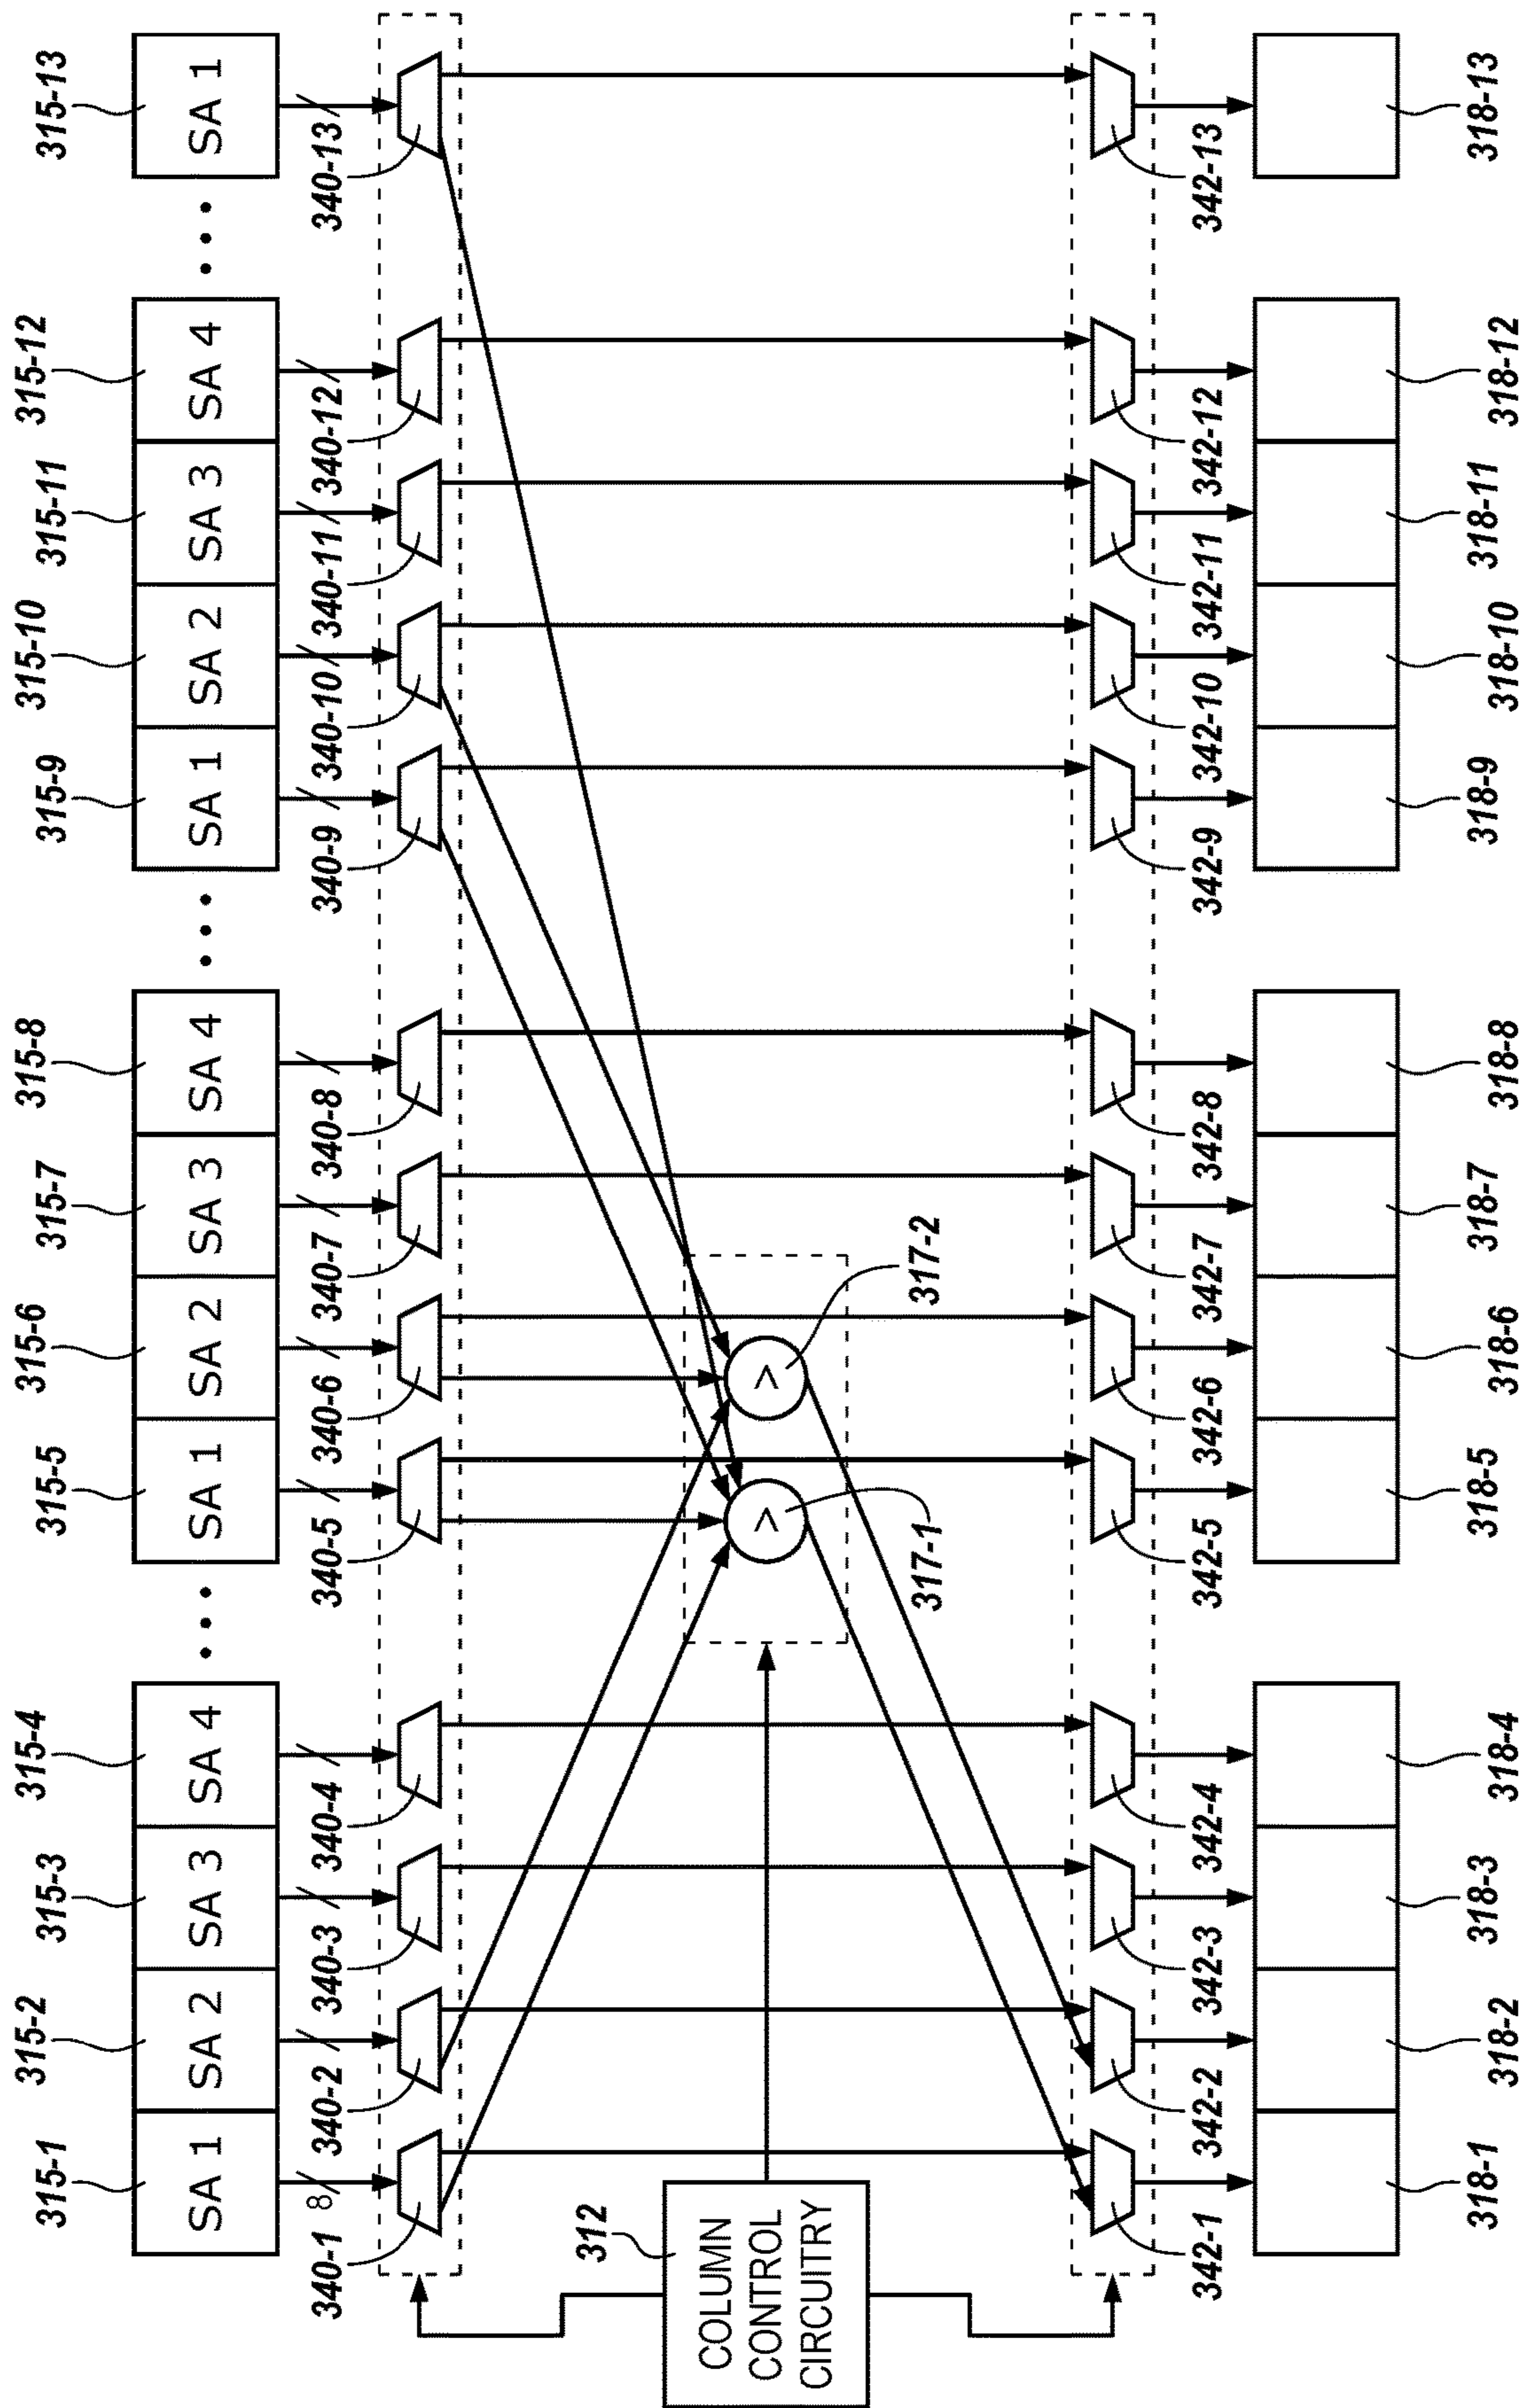 315-1 315-2 315-3 315-4 315-5 315-6 315-7 315-8 315-9 315-10 315-11 315-12 315-13
SA 1 SA 2 SA 3 SA 4 • • • SA 1 SA 2 SA 3 SA 4 • • • SA 1 SA 2 SA 3 SA 4 • • • SA 1
8
340-1 340-2 340-3 340-4 340-5 340-6 340-7 340-8 340-9 340-10 340-11 340-12 340-13
312
COLUMN
CONTROL
CIRCUITRY
> >
317-1 317-2
342-1 342-2 342-3 342-4 342-5 342-6 342-7 342-8 342-9 342-10 342-11 342-12 342-13
318-1 318-2 318-3 318-4 318-5 318-6 318-7 318-8 318-9 318-10 318-11 318-12 318-13